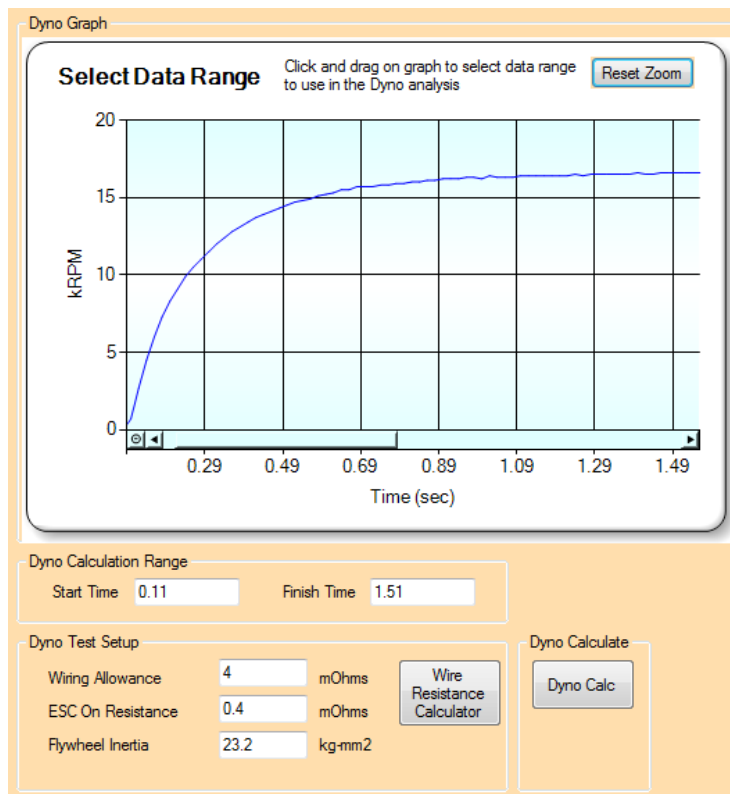 Dyno Graph
Select Data Range
Click and drag on graph to select data range
to use in the Dyno analysis
Reset Zoom
20
15
10
5
0
kRPM
0.29 0.49 0.69 0.89 1.09 1.29 1.49
Time (sec)
Dyno Calculation Range
Start Time 0.11 Finish Time 1.51
Dyno Test Setup
Wiring Allowance 4 mOhms
ESC On Resistance 0.4 mOhms
Flywheel Inertia 23.2 kg-mm2
Wire
Resistance
Calculator
Dyno Calculate
Dyno Calc